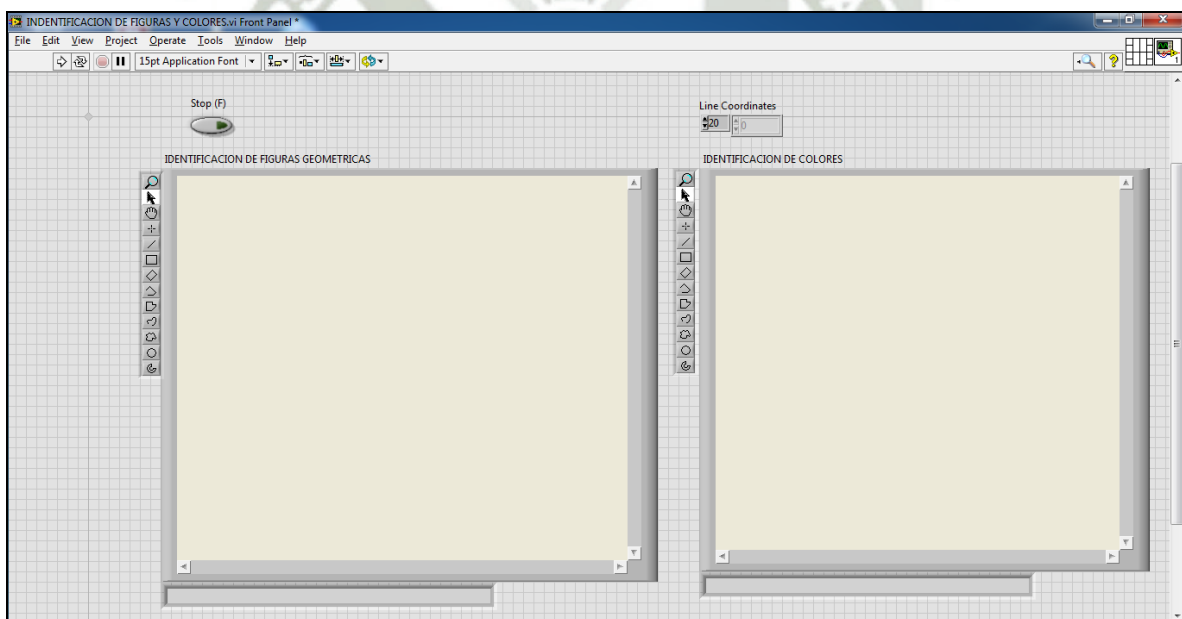 INDENTIFICACION DE FIGURAS Y COLORES.vi Front Panel *
File Edit View Project Operate Tools Window Help
15pt Application Font
Stop (F)
Line Coordinates
20 0
IDENTIFICACION DE FIGURAS GEOMETRICAS
IDENTIFICACION DE COLORES